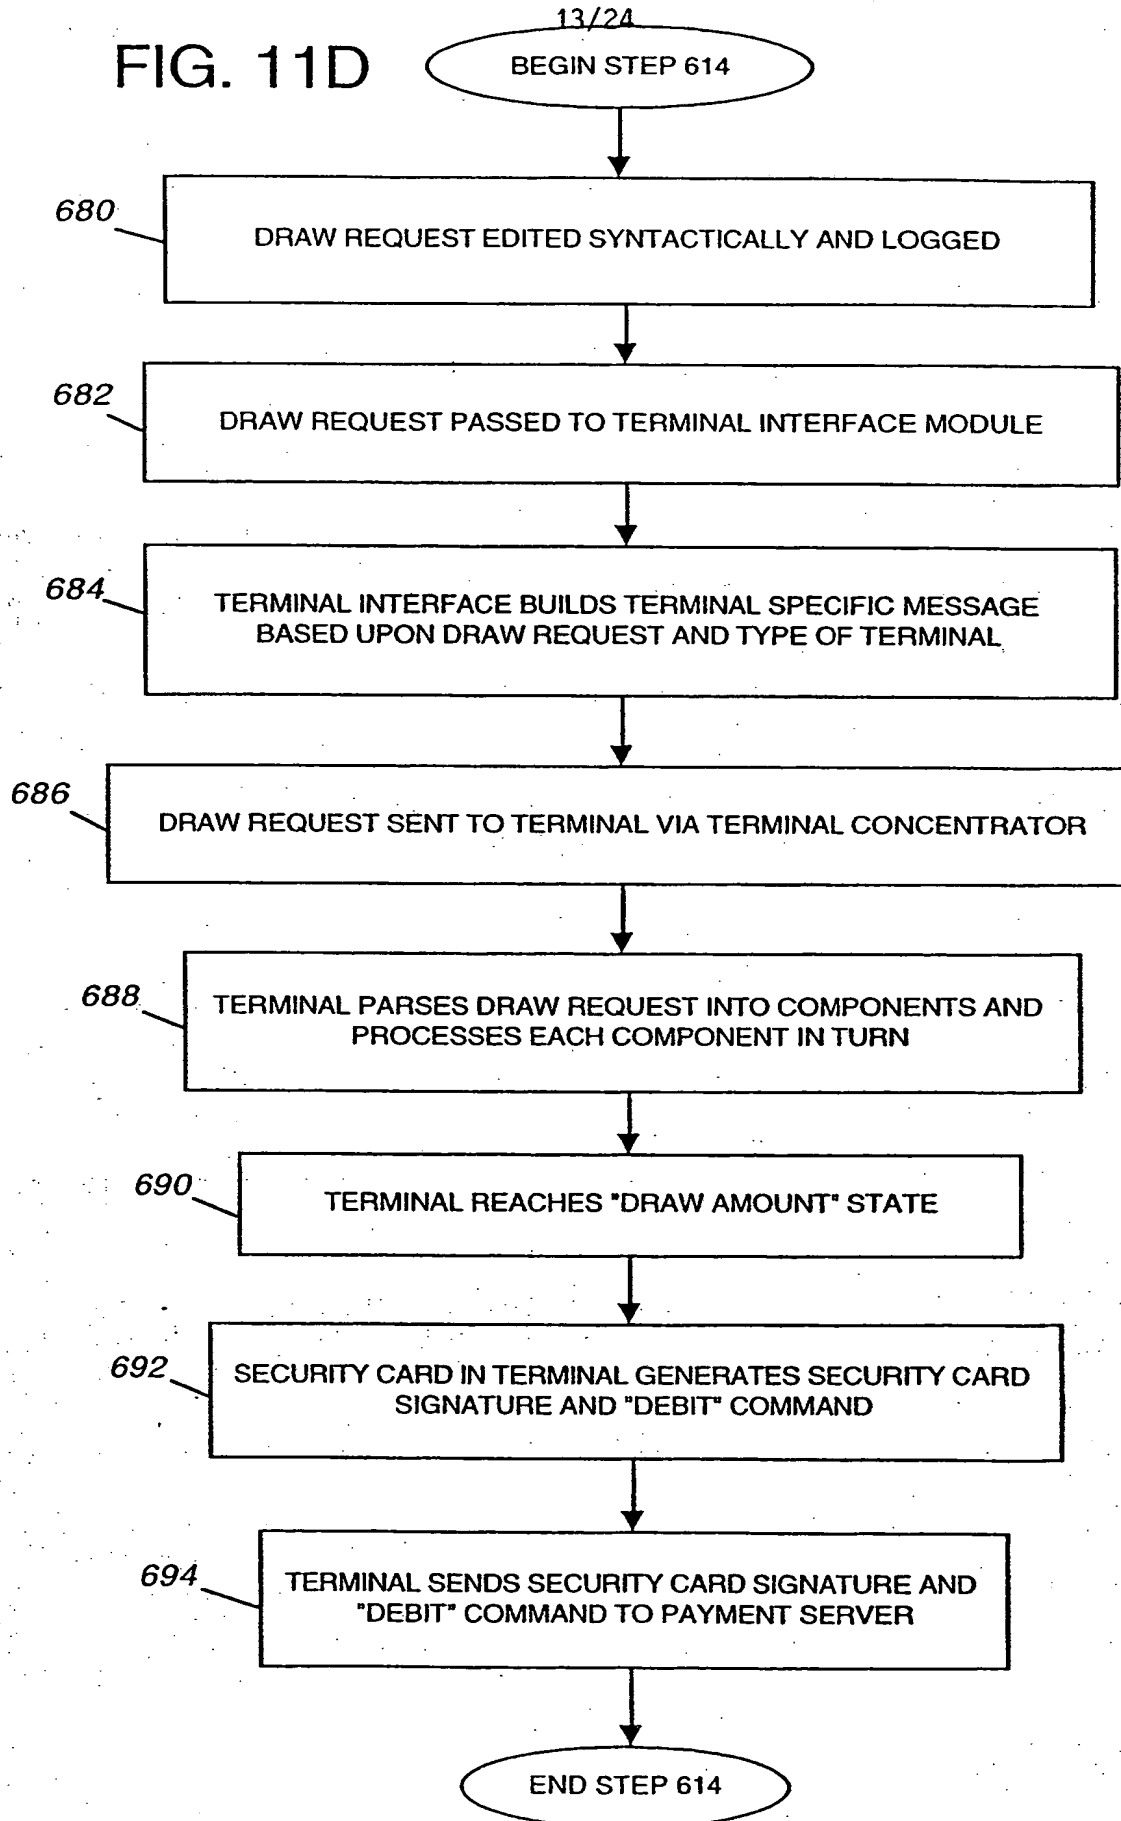 13/24
FIG. 11D
BEGIN STEP 614
680
DRAW REQUEST EDITED SYNTACTICALLY AND LOGGED
682
DRAW REQUEST PASSED TO TERMINAL INTERFACE MODULE
684
TERMINAL INTERFACE BUILDS TERMINAL SPECIFIC MESSAGE
BASED UPON DRAW REQUEST AND TYPE OF TERMINAL
686
DRAW REQUEST SENT TO TERMINAL VIA TERMINAL CONCENTRATOR
688
TERMINAL PARSES DRAW REQUEST INTO COMPONENTS AND
PROCESSES EACH COMPONENT IN TURN
690
TERMINAL REACHES "DRAW AMOUNT" STATE
692
SECURITY CARD IN TERMINAL GENERATES SECURITY CARD
SIGNATURE AND "DEBIT" COMMAND
694
TERMINAL SENDS SECURITY CARD SIGNATURE AND
"DEBIT" COMMAND TO PAYMENT SERVER
END STEP 614